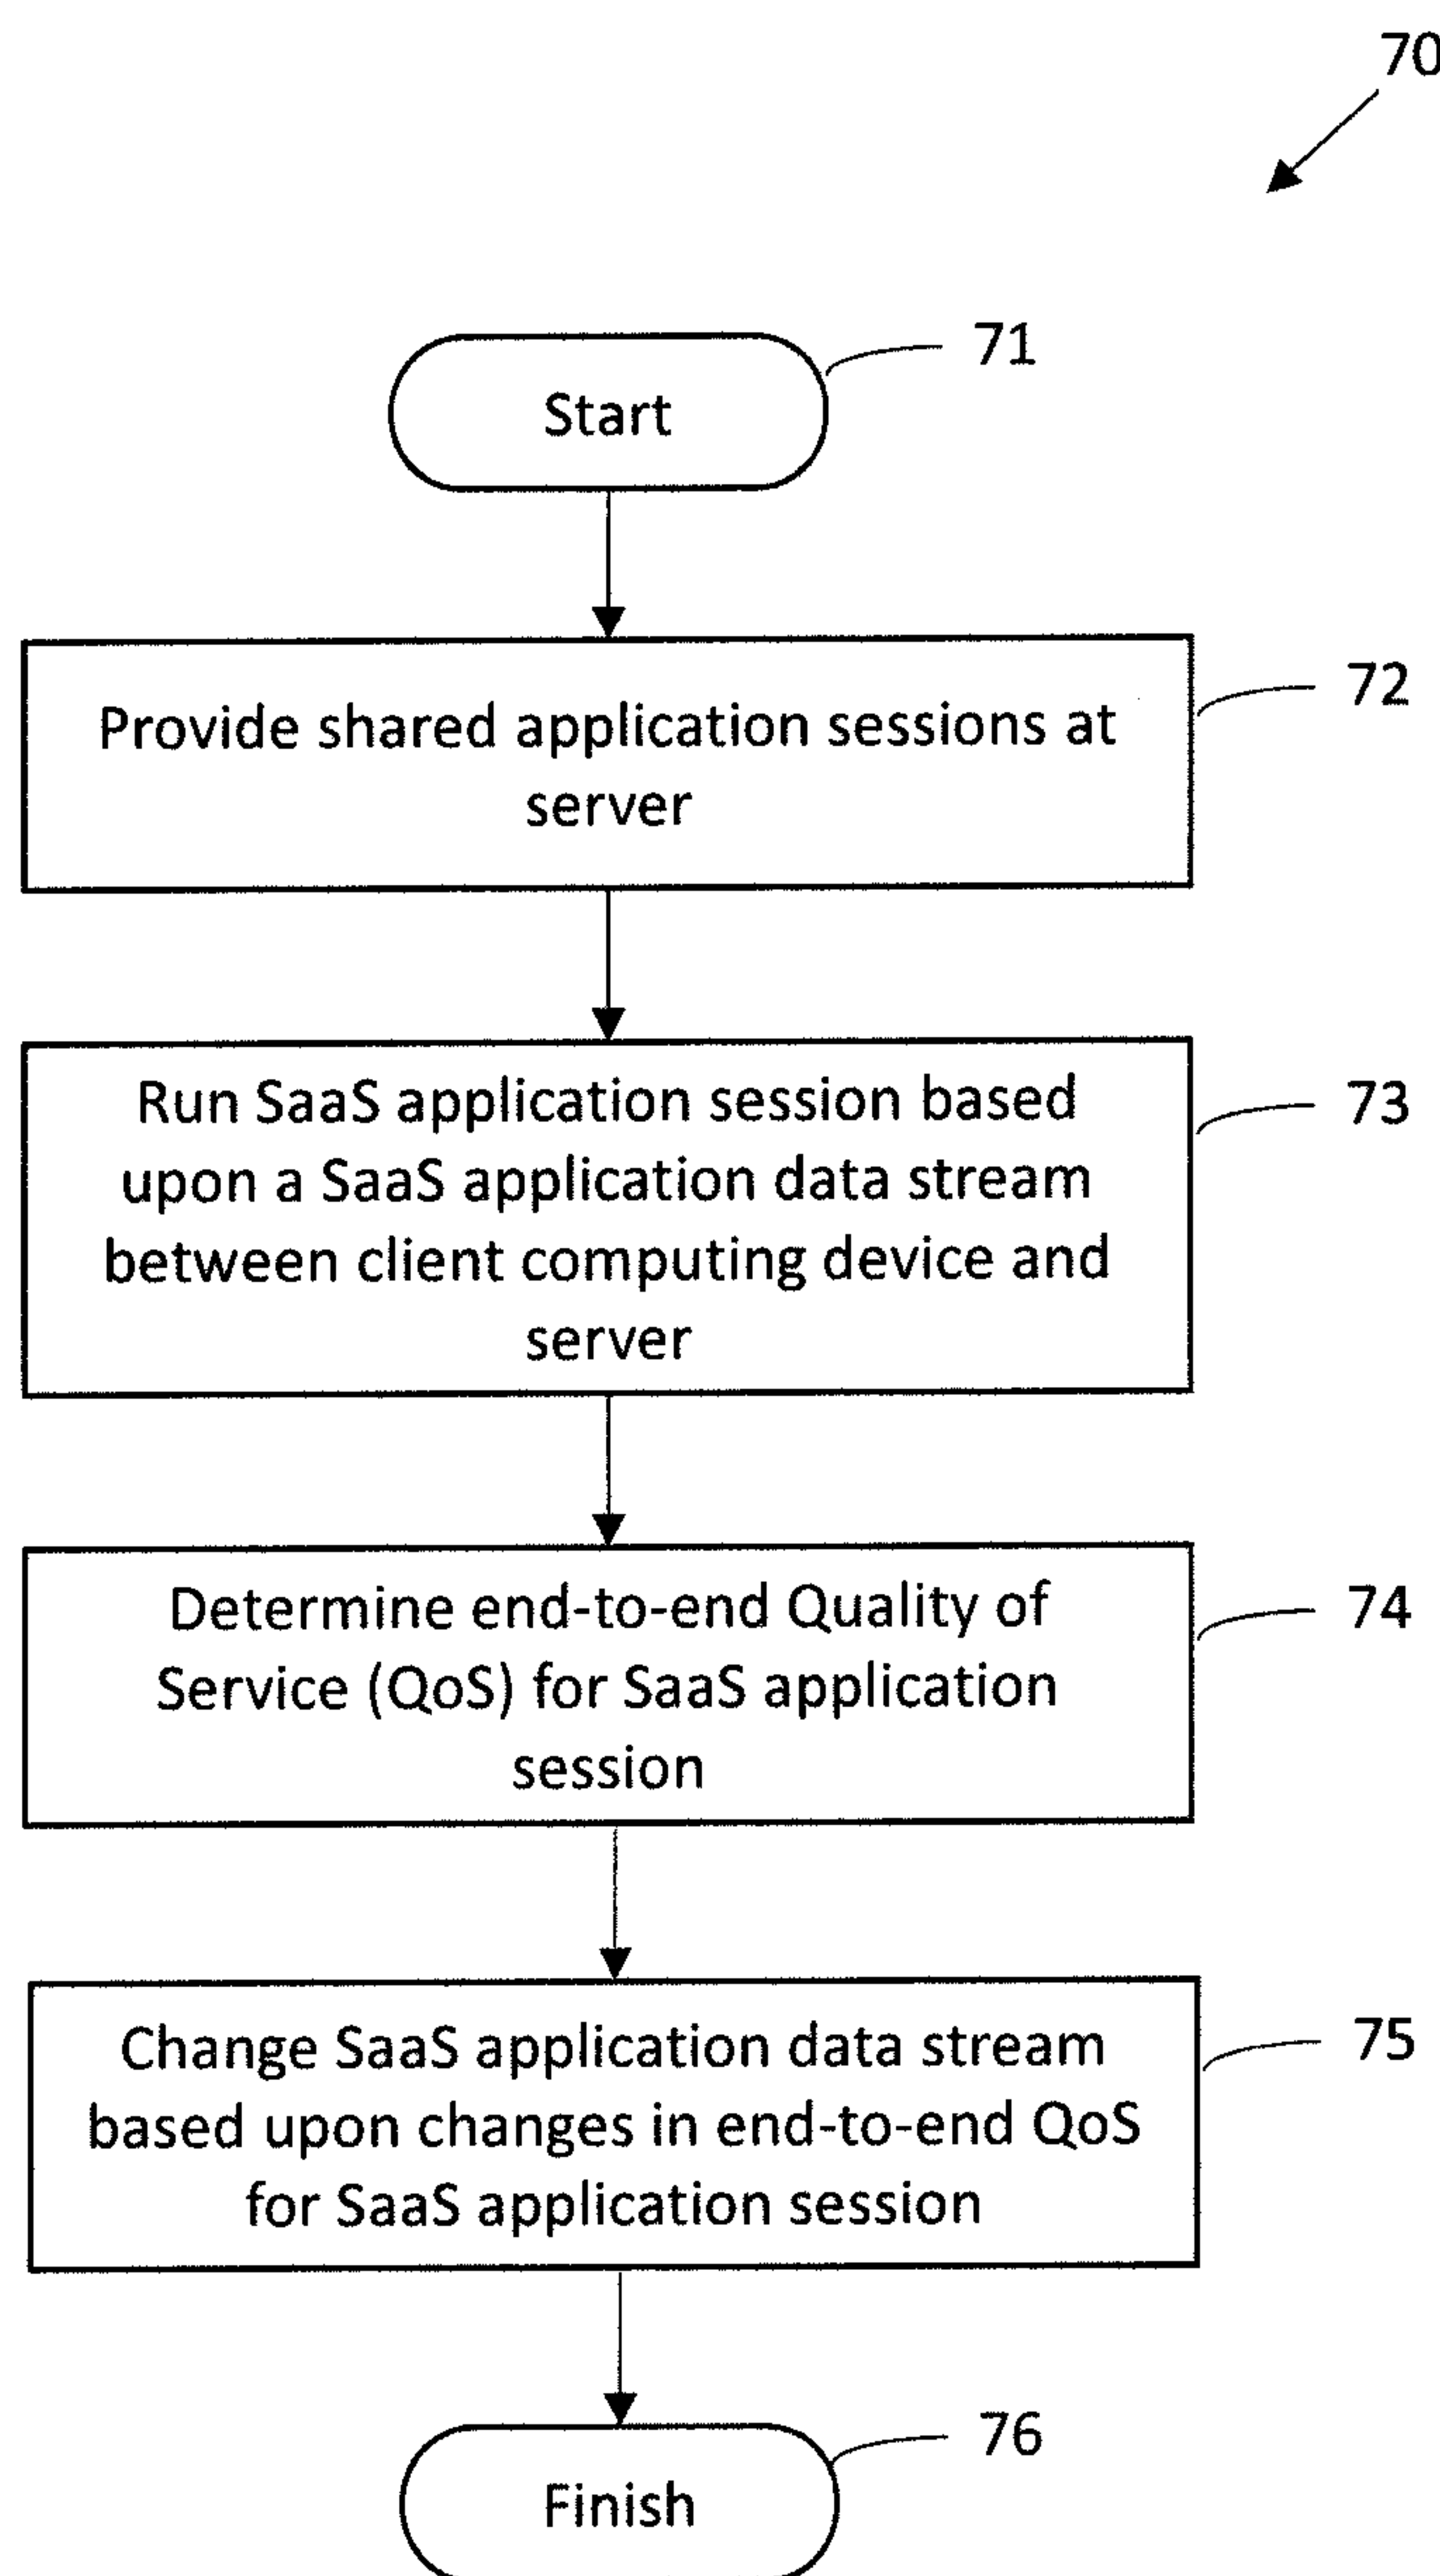 70
71
Start
72
Provide shared application sessions at
server
73
Run SaaS application session based
upon a SaaS application data stream
between client computing device and
server
74
Determine end-to-end Quality of
Service (QoS) for SaaS application
session
75
Change SaaS application data stream
based upon changes in end-to-end QoS
for SaaS application session
76
Finish